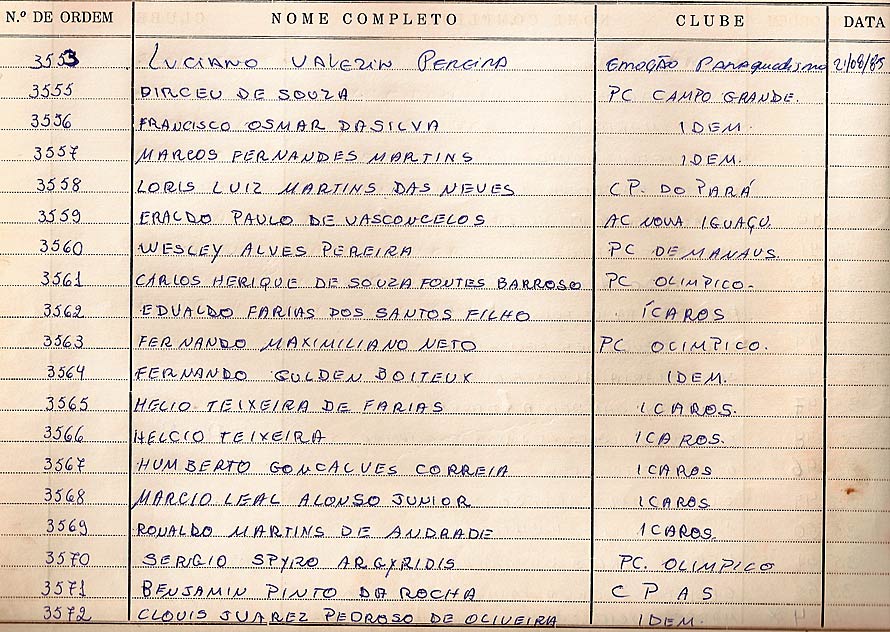 N.º DE ORDEM NOME COMPLETO CLUBE DATA
3553 LUCIANO VALEZIN PEREIRA EMOÇÃO PARAQUEDISMO 21/08/85
3555 DIRCEU DE SOUZA PC CAMPO GRANDE.
3556 FRANCISCO OSMAR DASILVA IDEM.
3557 MARCOS FERNANDES MARTINS IDEM.
3558 LORIS LUIZ MARTINS DAS NEVES CP. DO PARÁ
3559 ERALDO PAULO DE VASCONCELOS AC NOVA IGUAÇU.
3560 WESLEY ALVES PEREIRA PC DE MANAUS.
3561 CARLOS HERIQUE DE SOUZA FONTES BARROSO PC OLIMPICO.
3562 EDUALDO FARIAS DOS SANTOS FILHO ÍCAROS
3563 FERNANDO MAXIMILIANO NETO PC OLIMPICO.
3564 FERNANDO GULDEN BOITEUX IDEM.
3565 HELIO TEIXEIRA DE FARIAS ICAROS.
3566 HELCIO TEIXEIRA ICAROS.
3567 HUMBERTO GONCALVES CORREIA ICAROS
3568 MARCIO LEAL ALONSO JUNIOR ICAROS
3569 RONALDO MARTINS DE ANDRADE ICAROS.
3570 SERGIO SPYRO ARGYRIDIS PC. OLIMPICO
3571 BENJAMIN PINTO DA ROCHA C P A S
3572 CLOVIS JUAREZ PEDROSO DE OLIVEIRA IDEM.